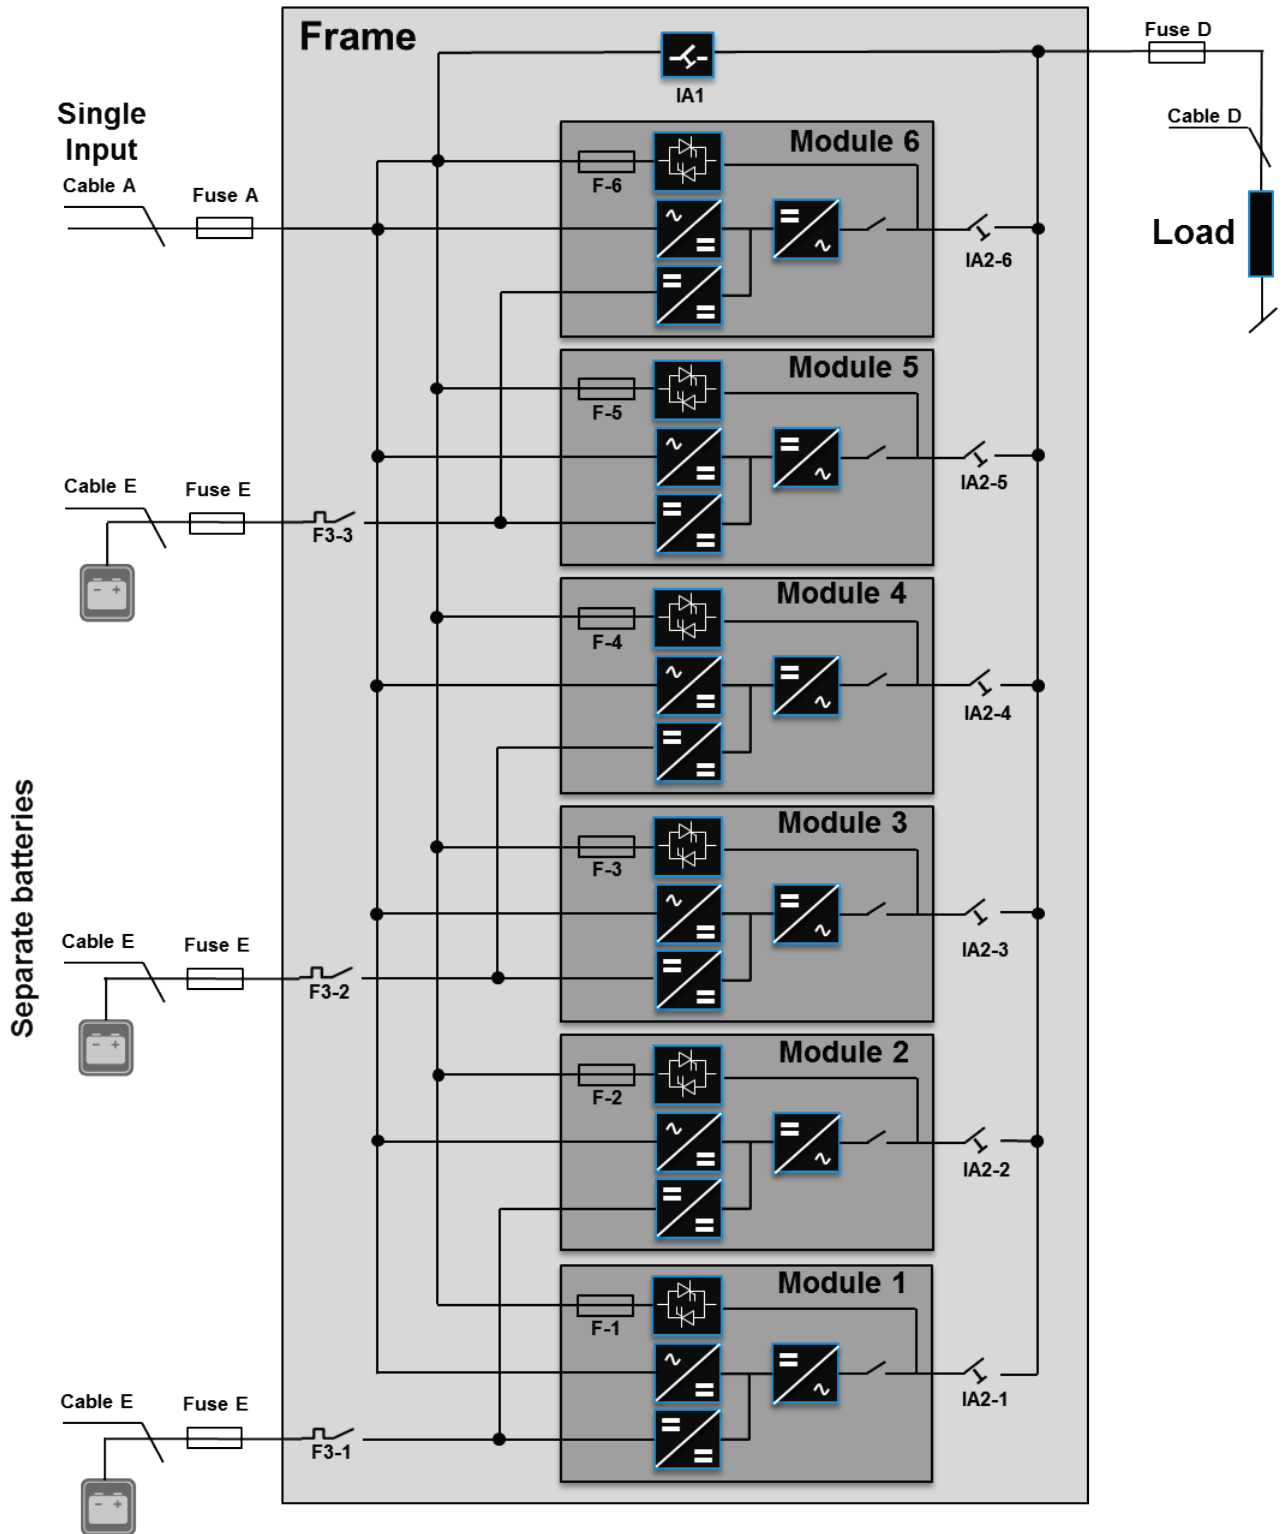 Frame
Fuse D
IA1
Single
Input
Cable D
Module 6
Cable A
Fuse A
F-6
Load
IA2-6
Module 5
F-5
Cable E
Fuse E
IA2-5
F3-3
Module 4
F-4
IA2-4
Separate batteries
Module 3
F-3
Cable E
Fuse E
IA2-3
F3-2
Module 2
F-2
IA2-2
Module 1
F-1
Cable E
Fuse E
IA2-1
F3-1